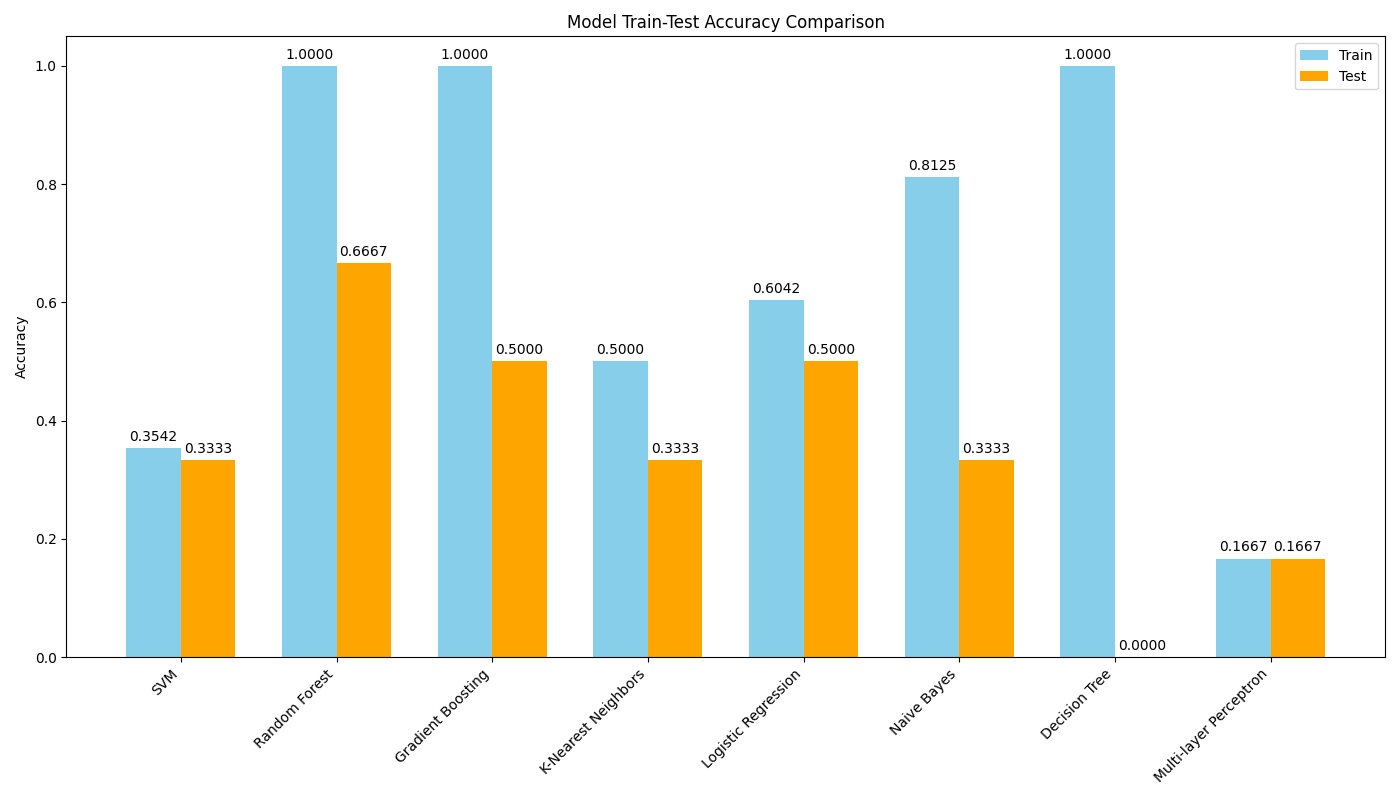 Model Train-Test Accuracy Comparison
Train
Test
Accuracy
1.0
0.8
0.6
0.4
0.2
0.0
0.3542
0.3333
1.0000
0.6667
1.0000
0.5000
0.5000
0.3333
0.6042
0.5000
0.8125
0.3333
1.0000
0.0000
0.1667
0.1667
SVM
Random Forest
Gradient Boosting
K-Nearest Neighbors
Logistic Regression
Naive Bayes
Decision Tree
Multi-layer Perceptron